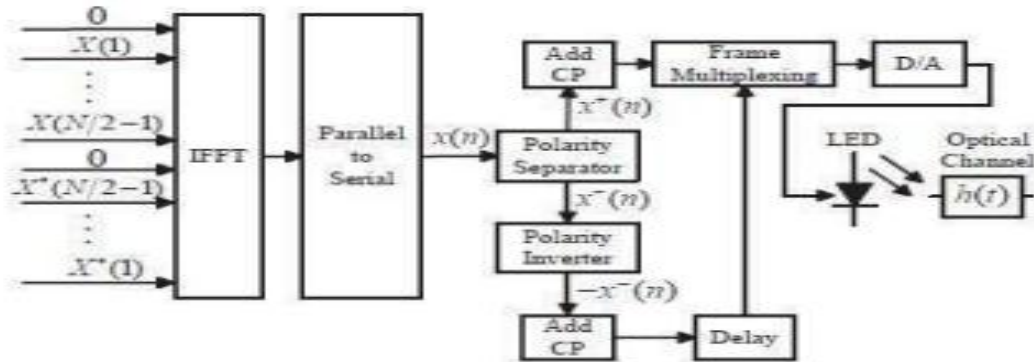 0
X(1)
⋮
X(N/2−1)
0
X*(N/2−1)
⋮
X*(1)
IFFT
Parallel
to
Serial
x(n)
Polarity
Separator
x⁺(n)
Add
CP
Frame
Multiplexing
D/A
LED
Optical
Channel
h(t)
x⁻(n)
Polarity
Inverter
−x⁻(n)
Add
CP
Delay